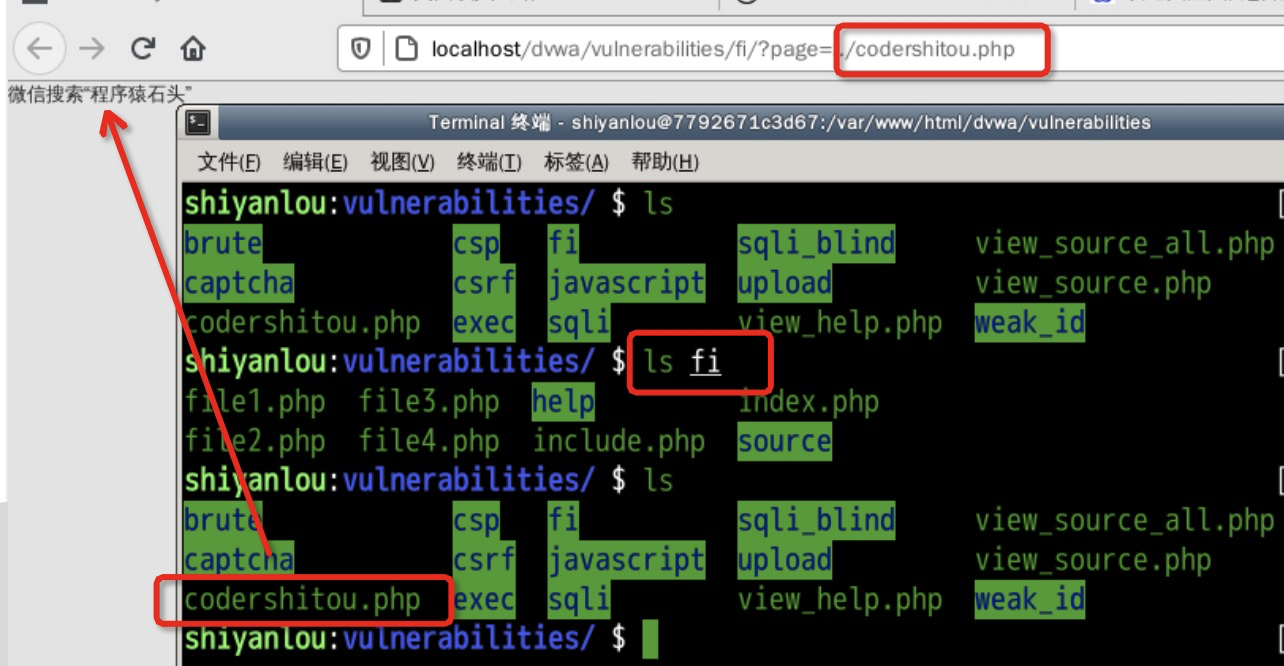 localhost/dvwa/vulnerabilities/fi/?page=../codershitou.php
微信搜索“程序猿石头”
Terminal 终端 - shiyanlou@7792671c3d67:/var/www/html/dvwa/vulnerabilities
文件(F) 编辑(E) 视图(V) 终端(T) 标签(A) 帮助(H)
shiyanlou:vulnerabilities/ $ ls
brute csp fi sqli_blind view_source_all.php
captcha csrf javascript upload view_source.php
codershitou.php exec sqli view_help.php weak_id
shiyanlou:vulnerabilities/ $ ls fi
file1.php file3.php help index.php
file2.php file4.php include.php source
shiyanlou:vulnerabilities/ $ ls
brute csp fi sqli_blind view_source_all.php
captcha csrf javascript upload view_source.php
codershitou.php exec sqli view_help.php weak_id
shiyanlou:vulnerabilities/ $